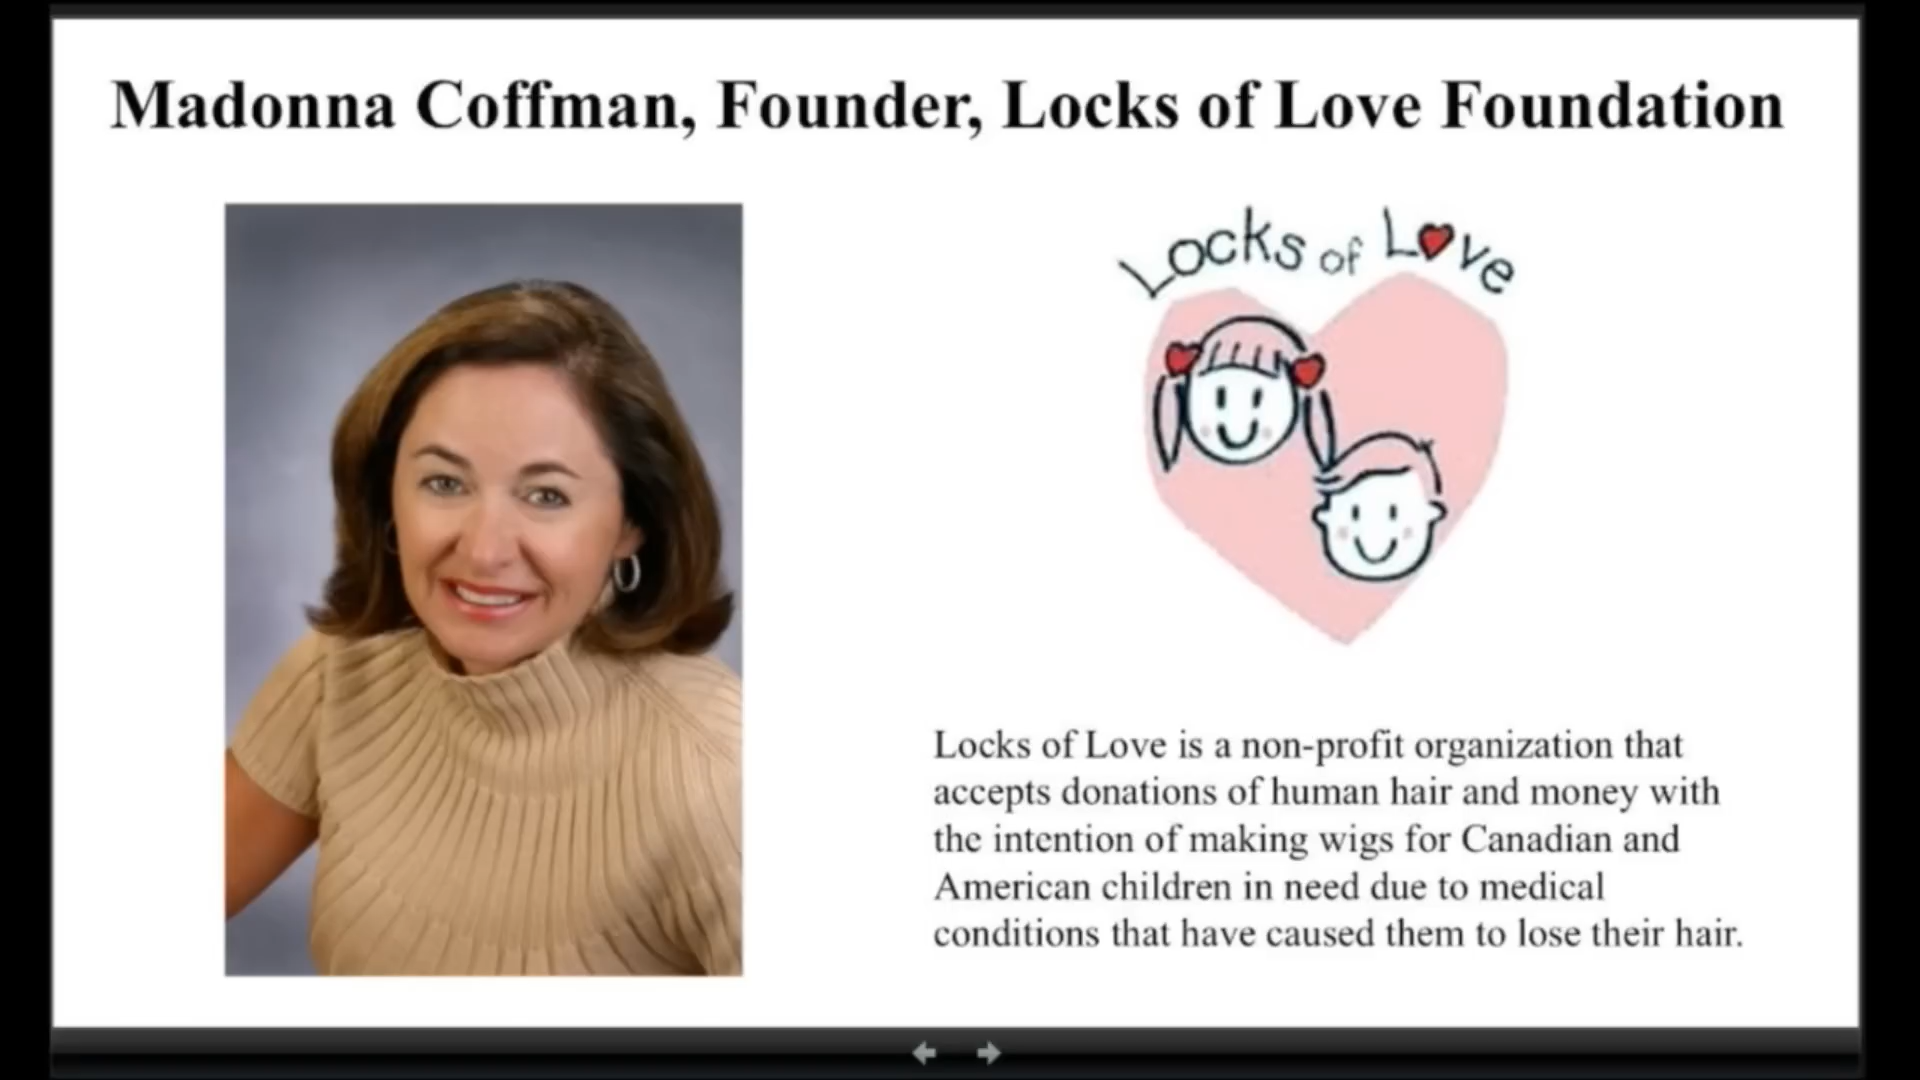 Madonna Coffman, Founder, Locks of Love Foundation
Locks of Love
Locks of Love is a non-profit organization that
accepts donations of human hair and money with
the intention of making wigs for Canadian and
American children in need due to medical
conditions that have caused them to lose their hair.